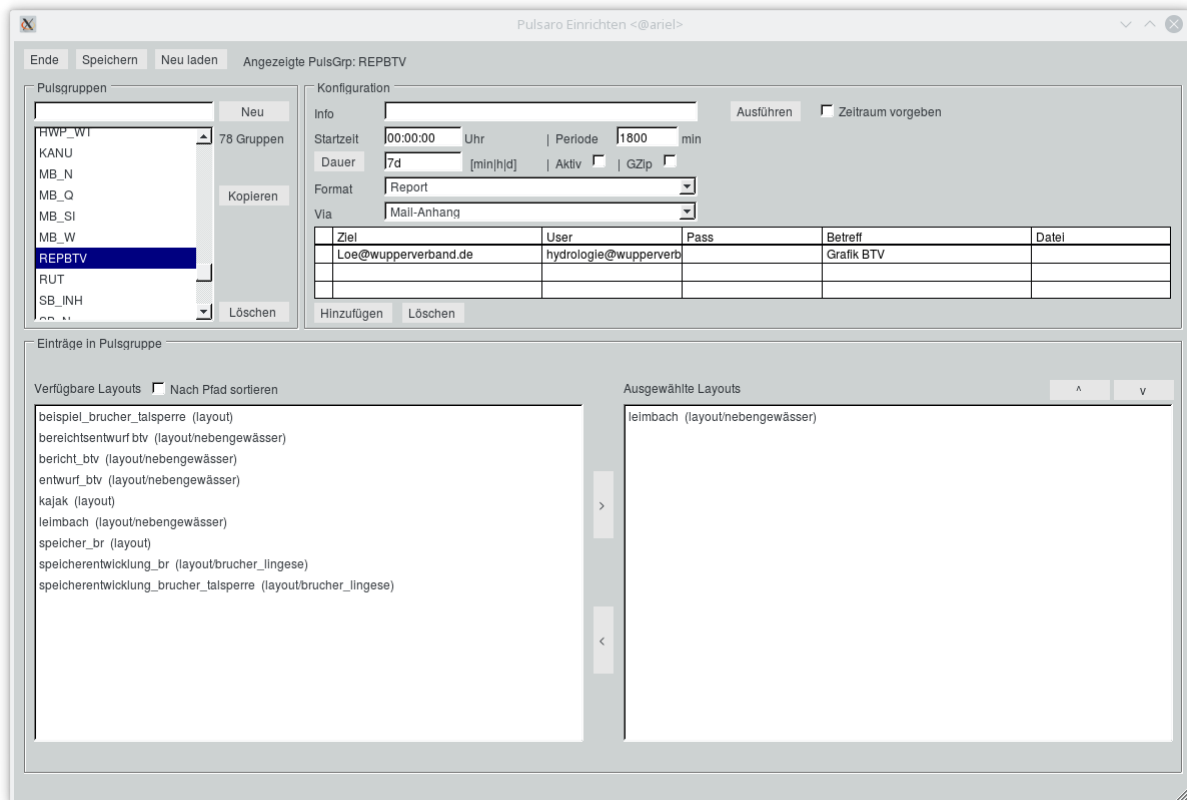 Pulsaro Einrichten <@ariel>
Ende Speichern Neu laden Angezeigte PulsGrp: REPBTV
Pulsgruppen
Neu
78 Gruppen
HWP_WT
KANU
MB_N
MB_Q
MB_SI
MB_W
REPBTV
RUT
SB_INH
SB_N
Kopieren
Löschen
Konfiguration
Info Ausführen Zeitraum vorgeben
Startzeit 00:00:00 Uhr | Periode 1800 min
Dauer 7d [min|h|d] | Aktiv | GZip
Format Report
Via Mail-Anhang
Ziel User Pass Betreff Datei
Loe@wupperverband.de hydrologie@wupperverb Grafik BTV
Hinzufügen Löschen
Einträge in Pulsgruppe
Verfügbare Layouts Nach Pfad sortieren
beispiel_brucher_talsperre (layout)
bereichtsentwurf btv (layout/nebengewässer)
bericht_btv (layout/nebengewässer)
entwurf_btv (layout/nebengewässer)
kajak (layout)
leimbach (layout/nebengewässer)
speicher_br (layout)
speicherentwicklung_br (layout/brucher_lingese)
speicherentwicklung_brucher_talsperre (layout/brucher_lingese)
>
<
Ausgewählte Layouts ^ v
leimbach (layout/nebengewässer)